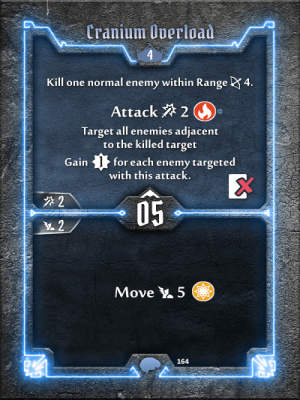 Cranium Overload
4
Kill one normal enemy within Range 4.
Attack 2
Target all enemies adjacent
to the killed target
Gain 1 for each enemy targeted
with this attack.
2
05
2
Move 5
164